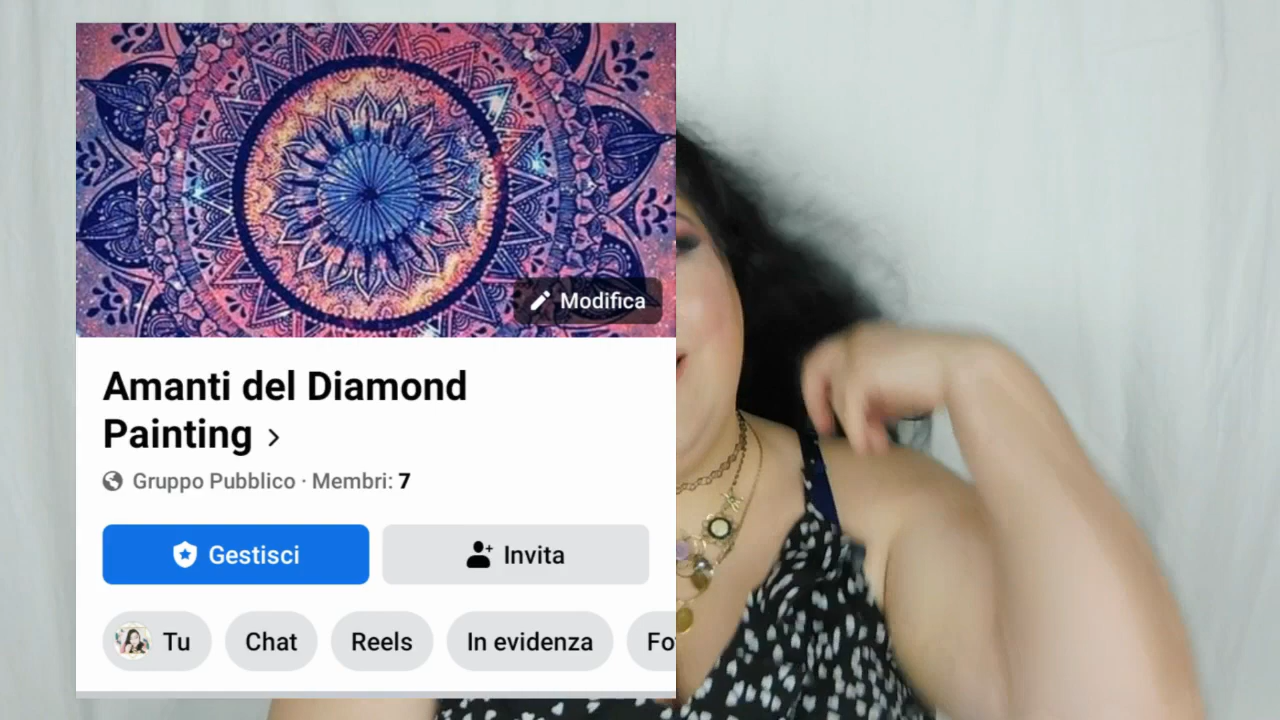 Modifica
Amanti del Diamond
Painting
Gruppo Pubblico · Membri: 7
Gestisci Invita
Tu Chat Reels In evidenza